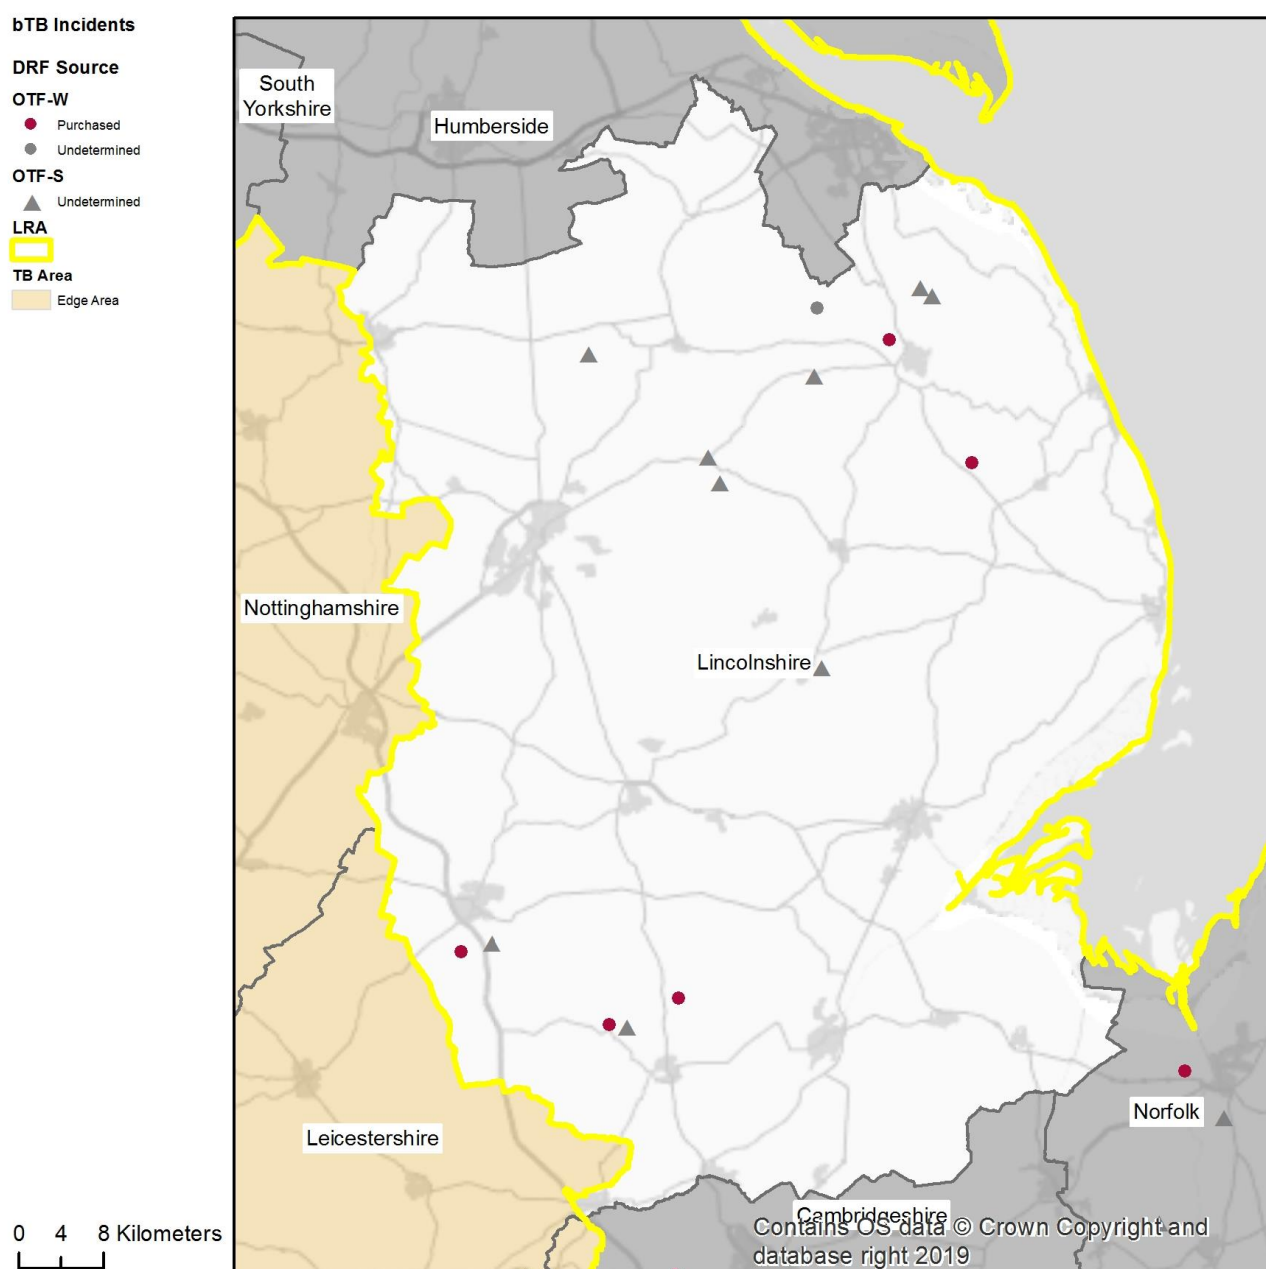 bTB Incidents
DRF Source
OTF-W
Purchased
Undetermined
OTF-S
Undetermined
LRA
TB Area
Edge Area
South
Yorkshire
Humberside
Nottinghamshire
Lincolnshire
Leicestershire
Norfolk
Cambridgeshire
0 4 8 Kilometers
Contains OS data © Crown Copyright and
database right 2019